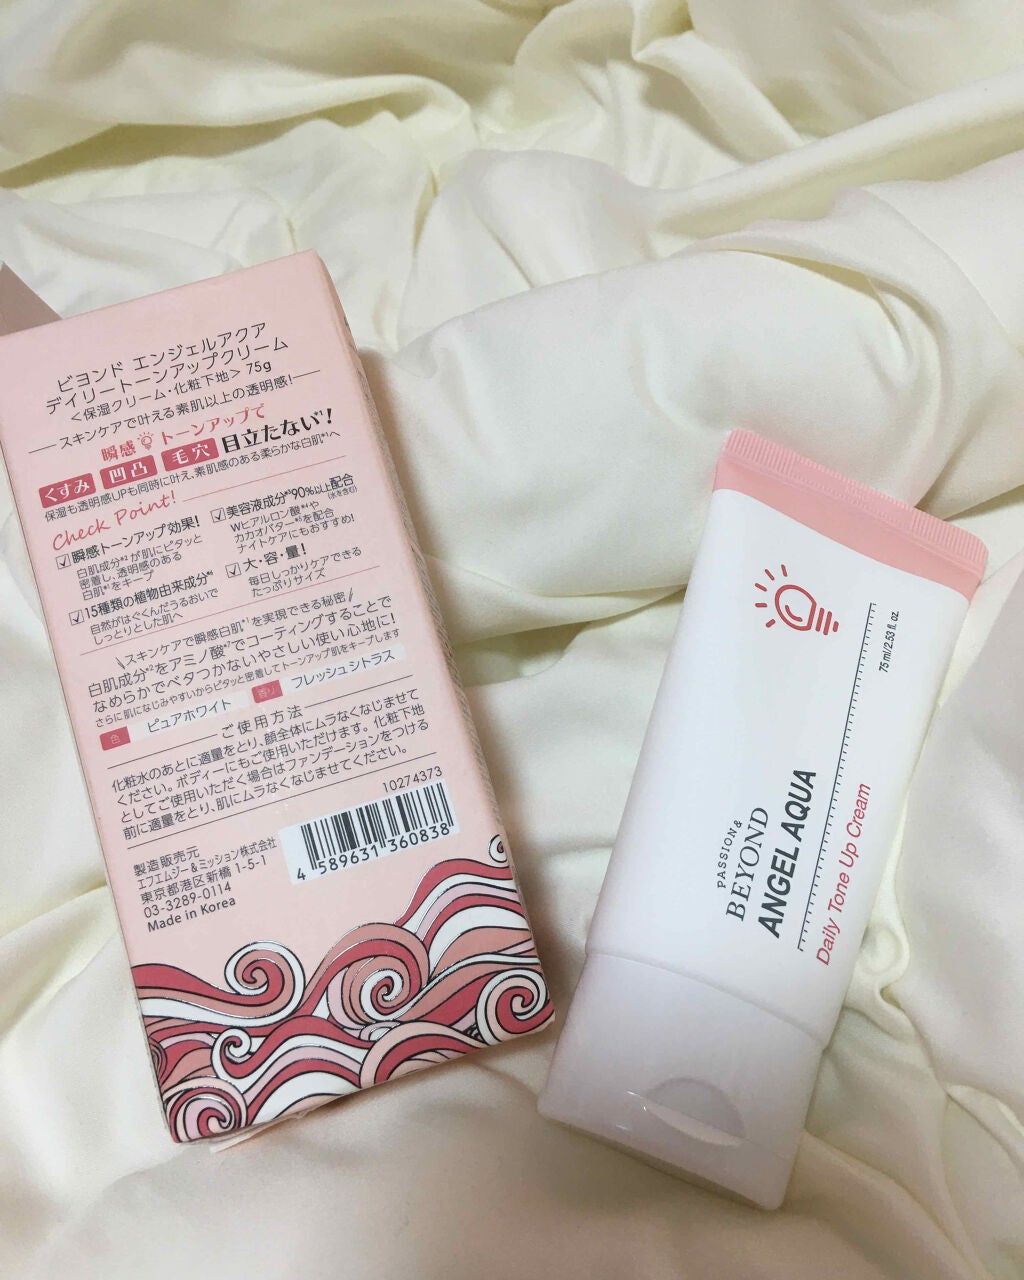 ビヨンド エンジェルアクア
デイリートーンアップクリーム
<保湿クリーム・化粧下地> 75g
スキンケアで叶える素肌以上の透明感!
瞬感 トーンアップで
くすみ 凹凸 毛穴 目立たない*!
保湿も透明感UPも同時に叶え、素肌感のある柔らかな白肌*1へ
Check Point!
瞬感トーンアップ効果!
白肌成分*2が肌にピタッと
密着し、透明感のある
白肌*1をキープ
15種類の植物由来成分*6
自然がはぐくんだうるおいで
しっとりとした肌へ
美容液成分*3 90%以上配合
(水を含む)
Wヒアルロン酸*4や
カカオバター*5を配合
ナイトケアにもおすすめ!
大・容・量!
毎日しっかりケアできる
たっぷりサイズ
スキンケアで瞬感白肌*1を実現できる秘密
白肌成分*2をアミノ酸*7でコーティングすることで
なめらかでベタつかないやさしい使い心地に!
さらに肌になじみやすいからピタッと密着してトーンアップ肌をキープします
色 ピュアホワイト 香り フレッシュシトラス
ご使用方法
化粧水のあとに適量をとり、顔全体にムラなくなじませて
ください。ボディーにもご使用いただけます。化粧下地
としてご使用いただく場合はファンデーションをつける
前に適量をとり、肌にムラなくなじませてください。
10274373
4 589631 360838
製造販売元
エフエムジー&ミッション株式会社
東京都港区新橋 1-5-1
03-3289-0114
Made in Korea
75 ml/2.53 fl. oz.
PASSION&
BEYOND
ANGEL AQUA
Daily Tone Up Cream